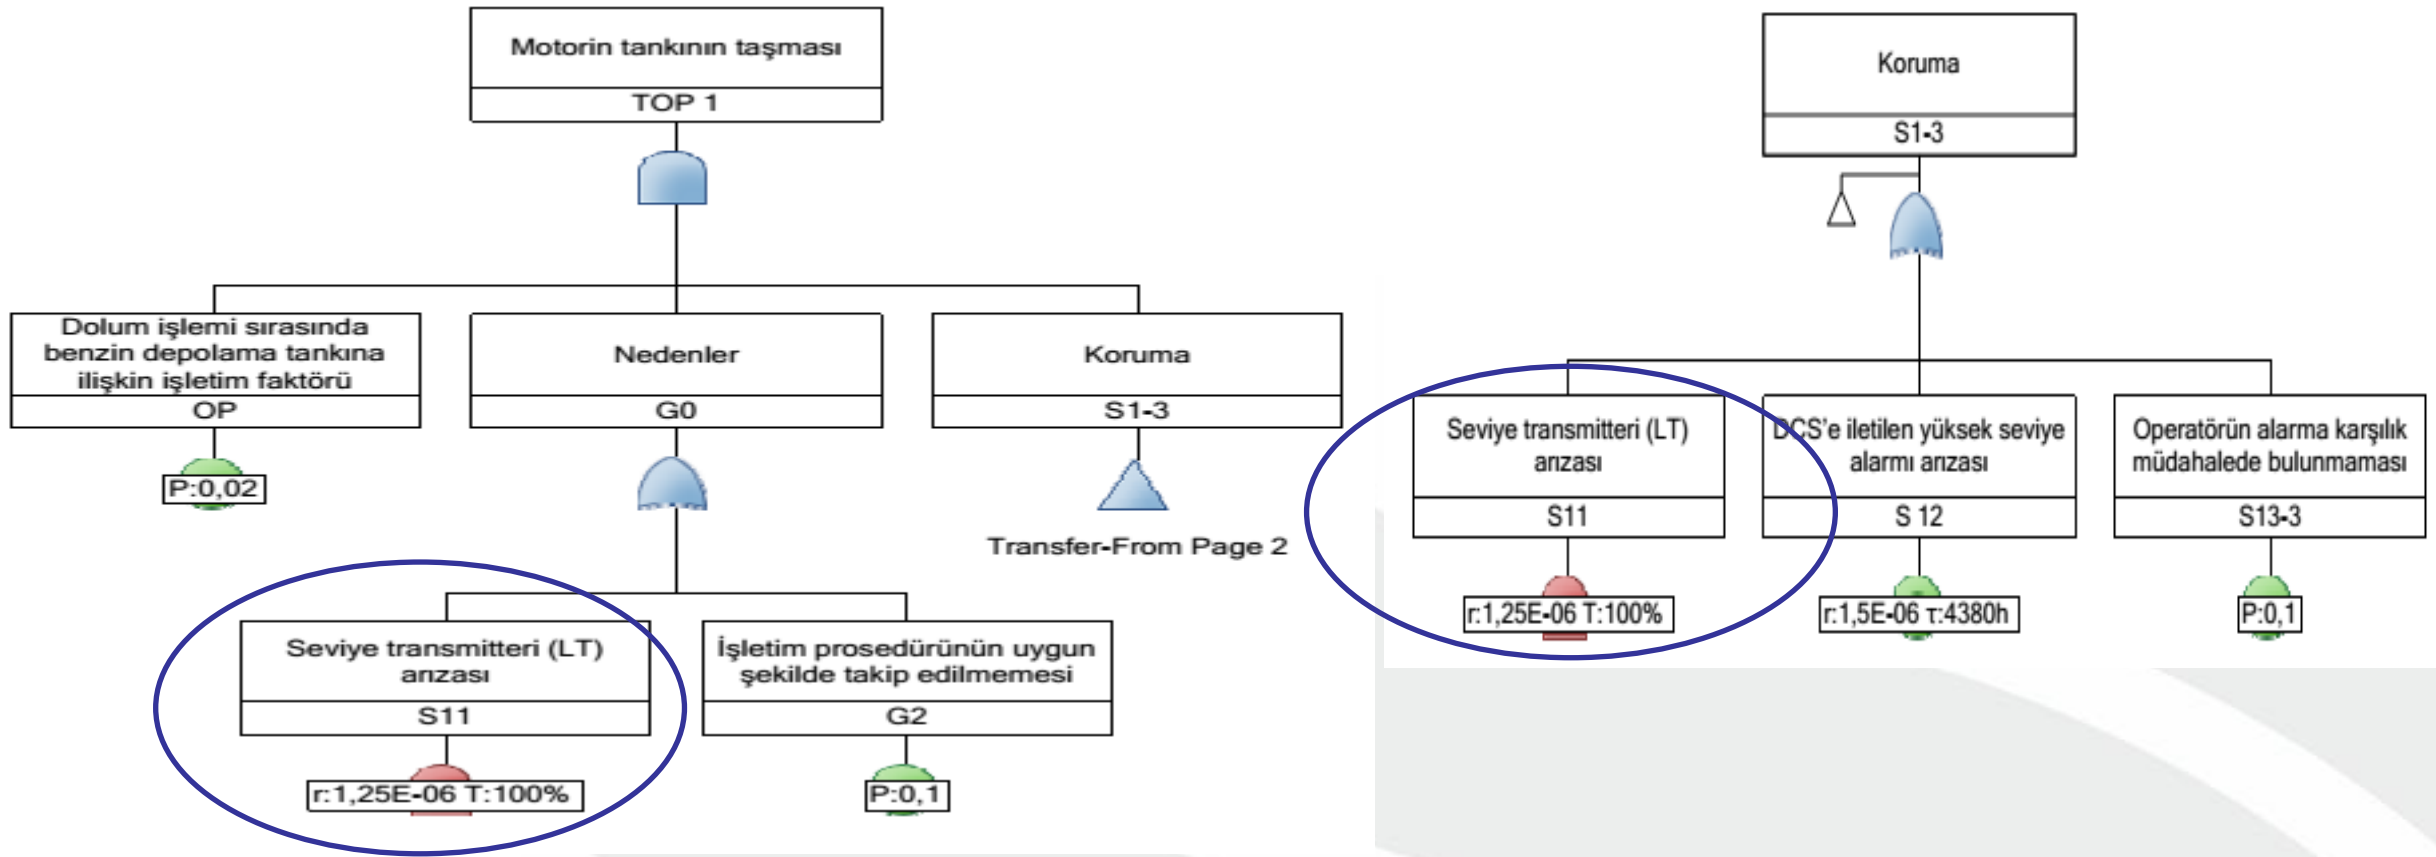 Motorin tankının taşması
TOP 1
Dolum işlemi sırasında
benzin depolama tankına
ilişkin işletim faktörü
OP
P:0,02
Nedenler
G0
Koruma
S1-3
Transfer-From Page 2
Seviye transmitteri (LT)
arızası
S11
r:1,25E-06 T:100%
İşletim prosedürünün uygun
şekilde takip edilmemesi
G2
P:0,1
Koruma
S1-3
Seviye transmitteri (LT)
arızası
S11
r:1,25E-06 T:100%
DCS'e iletilen yüksek seviye
alarmı arızası
S 12
r:1,5E-06 τ:4380h
Operatörün alarma karşılık
müdahalede bulunmaması
S13-3
P:0,1